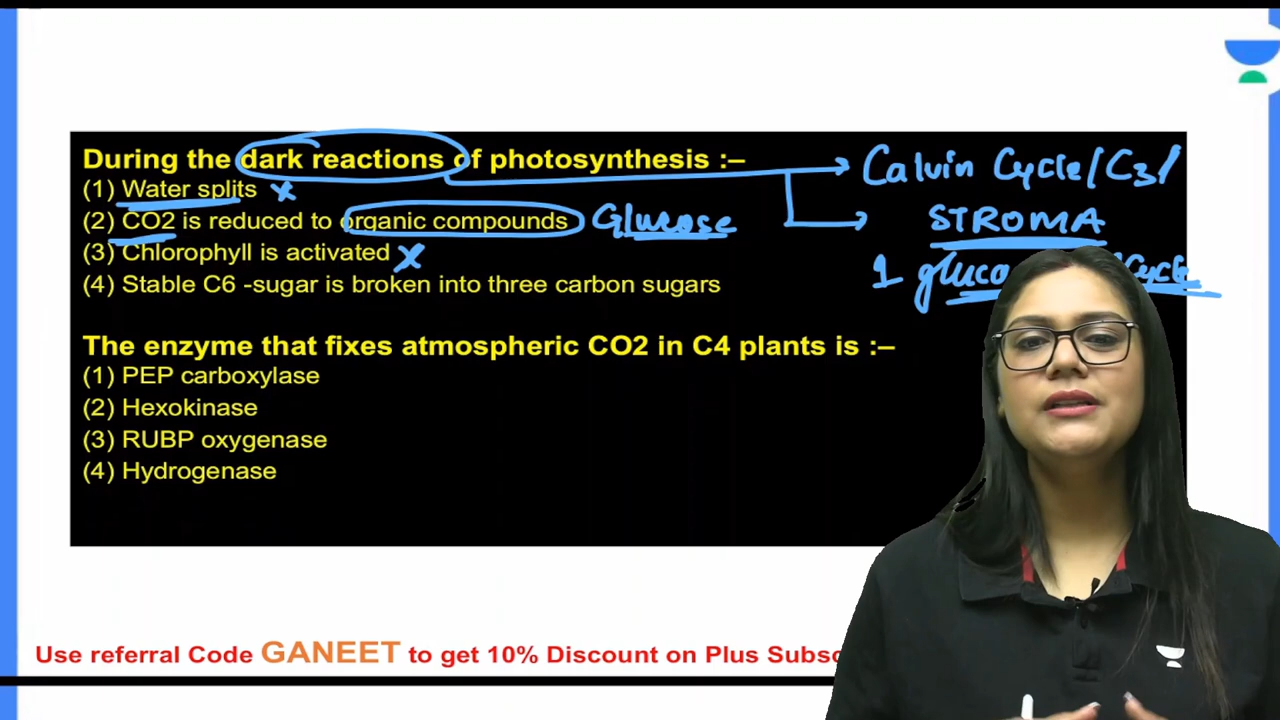 During the dark reactions of photosynthesis :–
Calvin Cycle/C3/
(1) Water splits x
(2) CO2 is reduced to organic compounds Glucose
STROMA
(3) Chlorophyll is activated x
1
Cycle
(4) Stable C6 -sugar is broken into three carbon sugars
The enzyme that fixes atmospheric CO2 in C4 plants is :–
(1) PEP carboxylase
(2) Hexokinase
(3) RUBP oxygenase
(4) Hydrogenase
Use referral Code GANEET to get 10% Discount on Plus